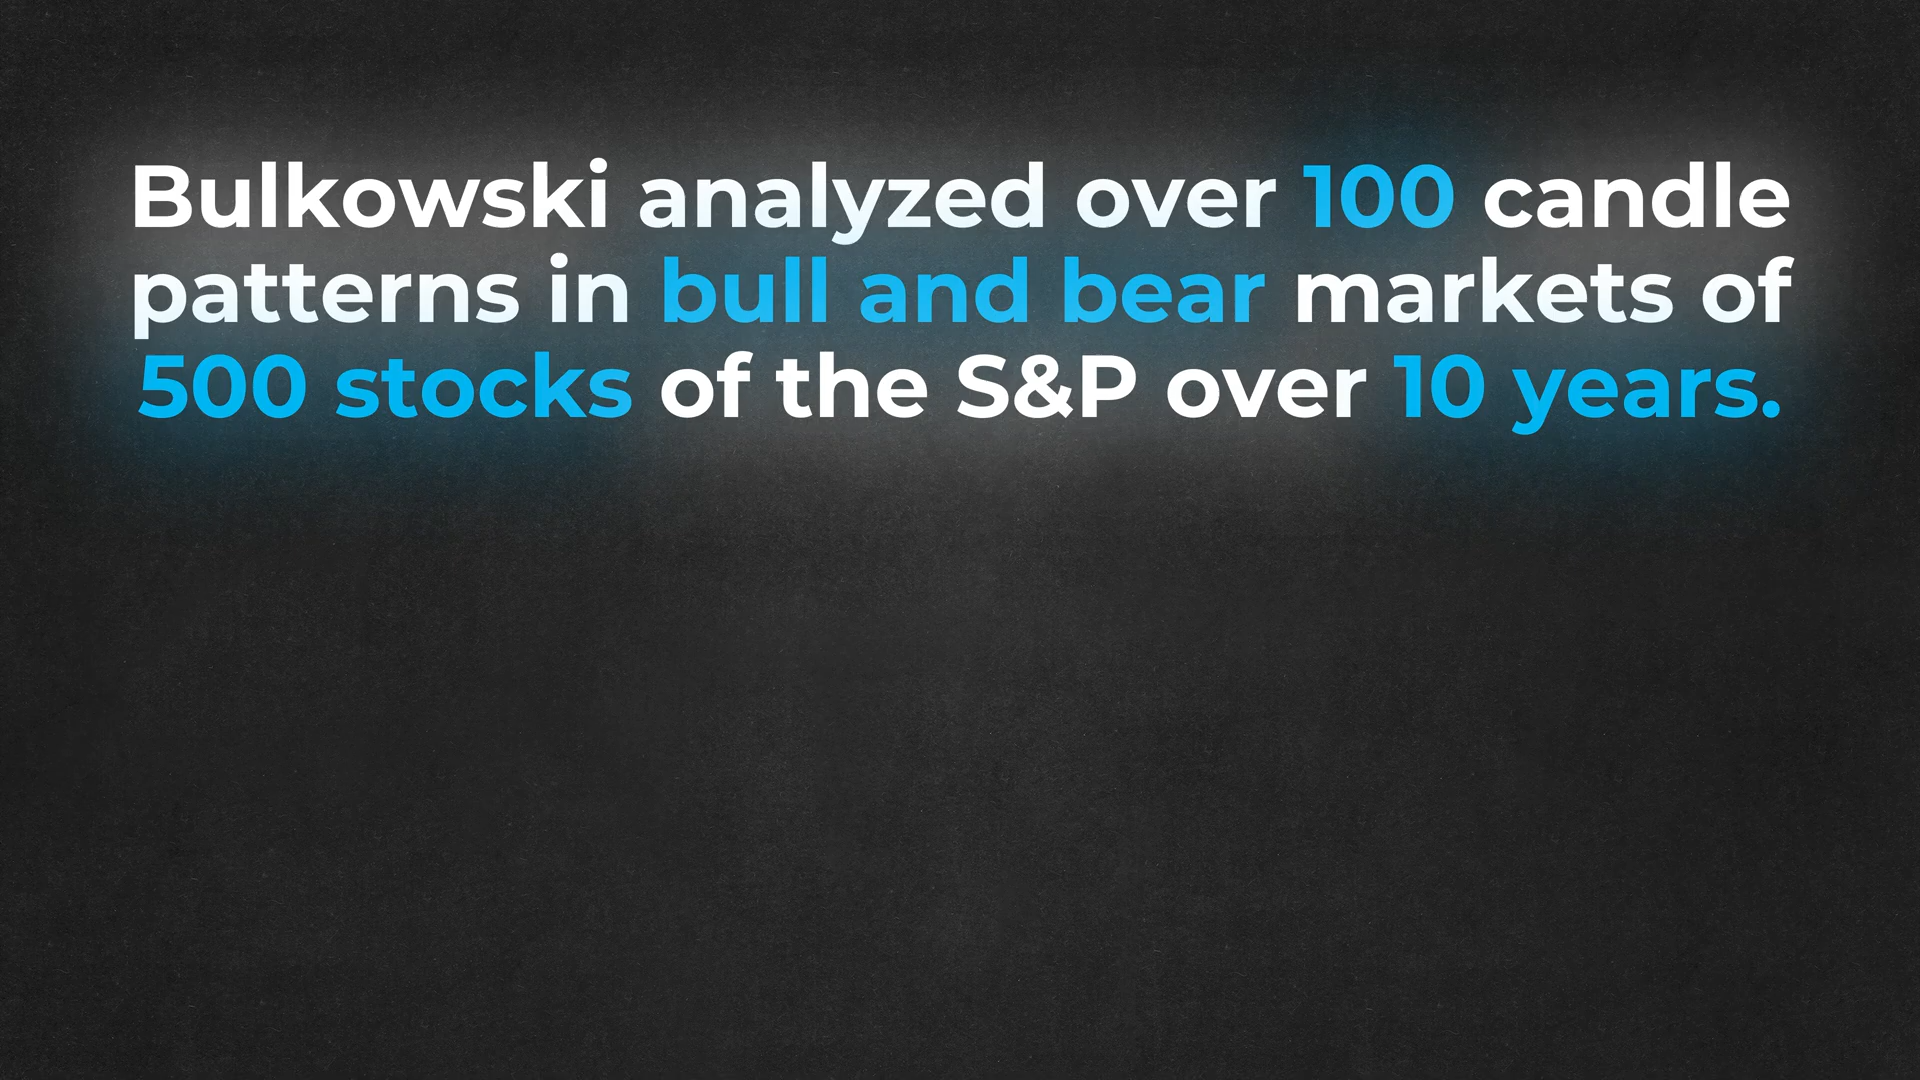 Bulkowski analyzed over 100 candle
patterns in bull and bear markets of
500 stocks of the S&P over 10 years.